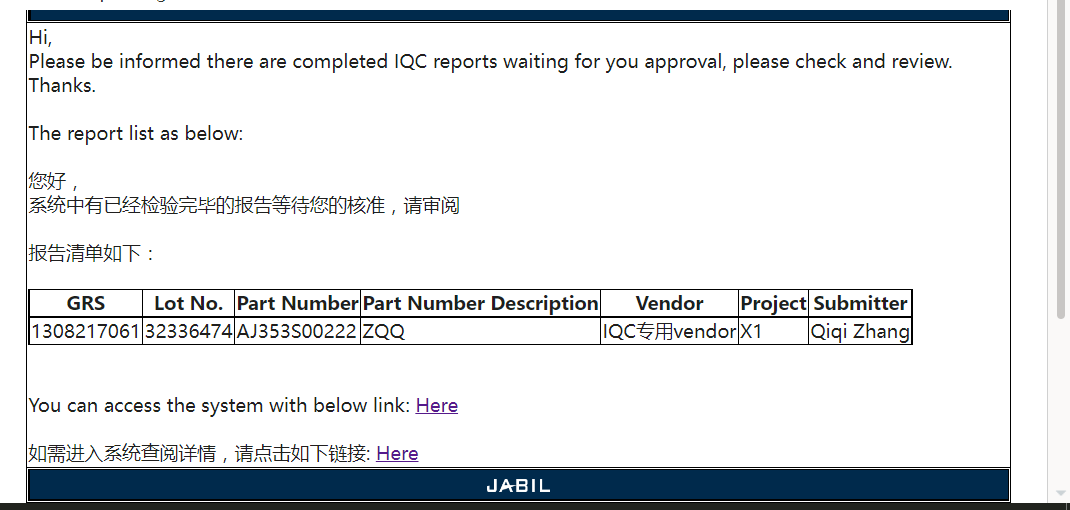 Hi,
Please be informed there are completed IQC reports waiting for you approval, please check and review.
Thanks.
The report list as below:
您好，
系统中有已经检验完毕的报告等待您的核准，请审阅
报告清单如下：
GRS Lot No. Part Number Part Number Description Vendor Project Submitter
1308217061 32336474 AJ353S00222 ZQQ IQC专用vendor X1 Qiqi Zhang
You can access the system with below link: Here
如需进入系统查阅详情，请点击如下链接: Here
JABIL